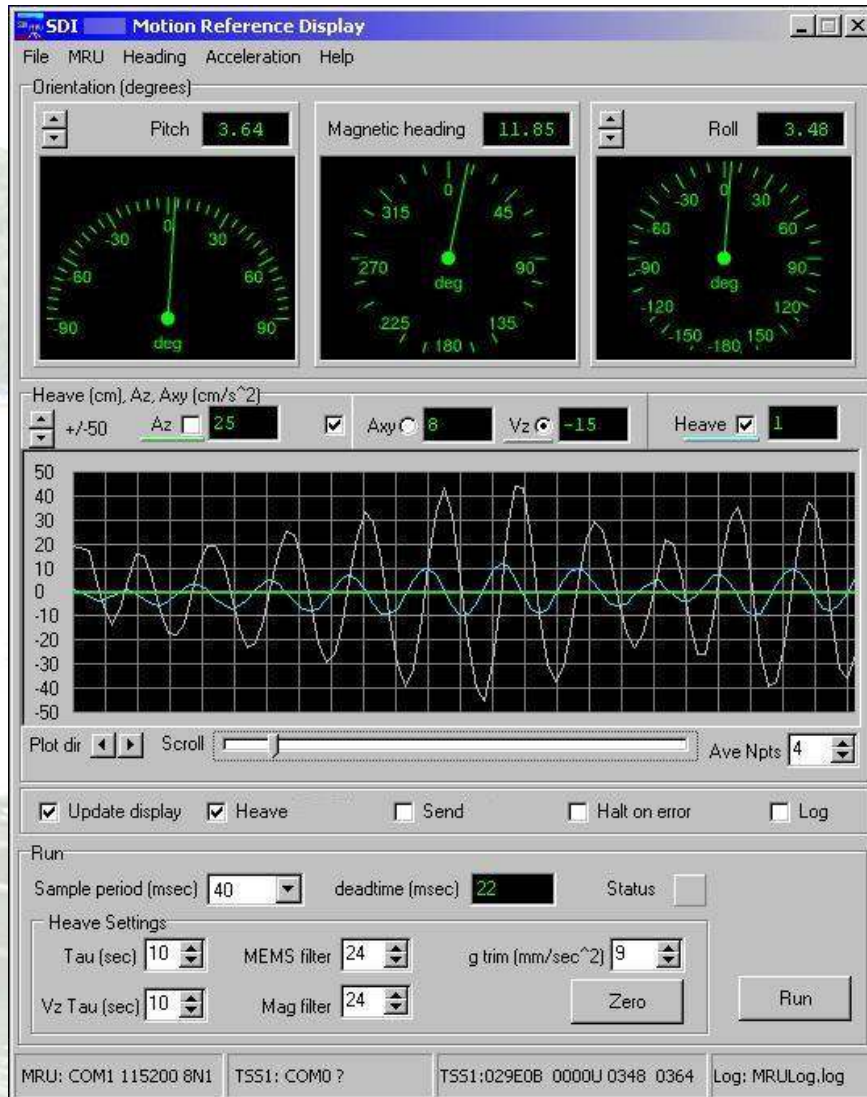 SDI Motion Reference Display
File MRU Heading Acceleration Help
Orientation (degrees)
Pitch 3.64
Magnetic heading 11.85
Roll 3.48
-90 -60 -30 0 30 60 90
deg
0 45 90 135 180 225 270 315
deg
-180 -150 -120 -90 -60 -30 0 30 60 90 120 150
deg
Heave (cm), Az, Axy (cm/s^2)
+/-50 Az 25 Axy 8 Vz -15 Heave 1
50
40
30
20
10
0
-10
-20
-30
-40
-50
Plot dir Scroll Ave Npts 4
Update display Heave Send Halt on error Log
Run
Sample period (msec) 40 deadtime (msec) 22 Status
Heave Settings
Tau (sec) 10 MEMS filter 24 g trim (mm/sec^2) 9
Vz Tau (sec) 10 Mag filter 24 Zero Run
MRU: COM1 115200 8N1 TSS1: COM0 ? TSS1:029E0B 0000U 0348 0364 Log: MRULog.log